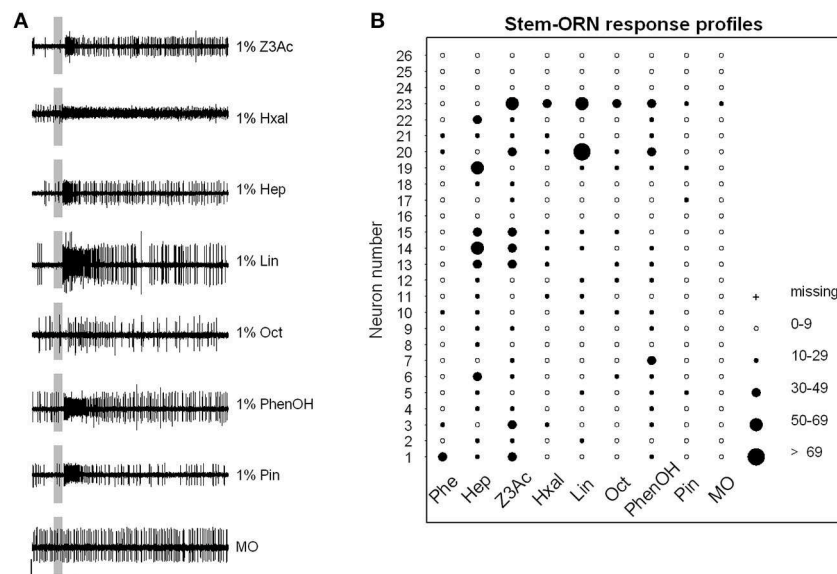 A
1% Z3Ac
1% Hxal
1% Hep
1% Lin
1% Oct
1% PhenOH
1% Pin
MO
B
Stem-ORN response profiles
Neuron number
26
25
24
23
22
21
20
19
18
17
16
15
14
13
12
11
10
9
8
7
6
5
4
3
2
1
Phe
Hep
Z3Ac
Hxal
Lin
Oct
PhenOH
Pin
MO
missing
0-9
10-29
30-49
50-69
> 69